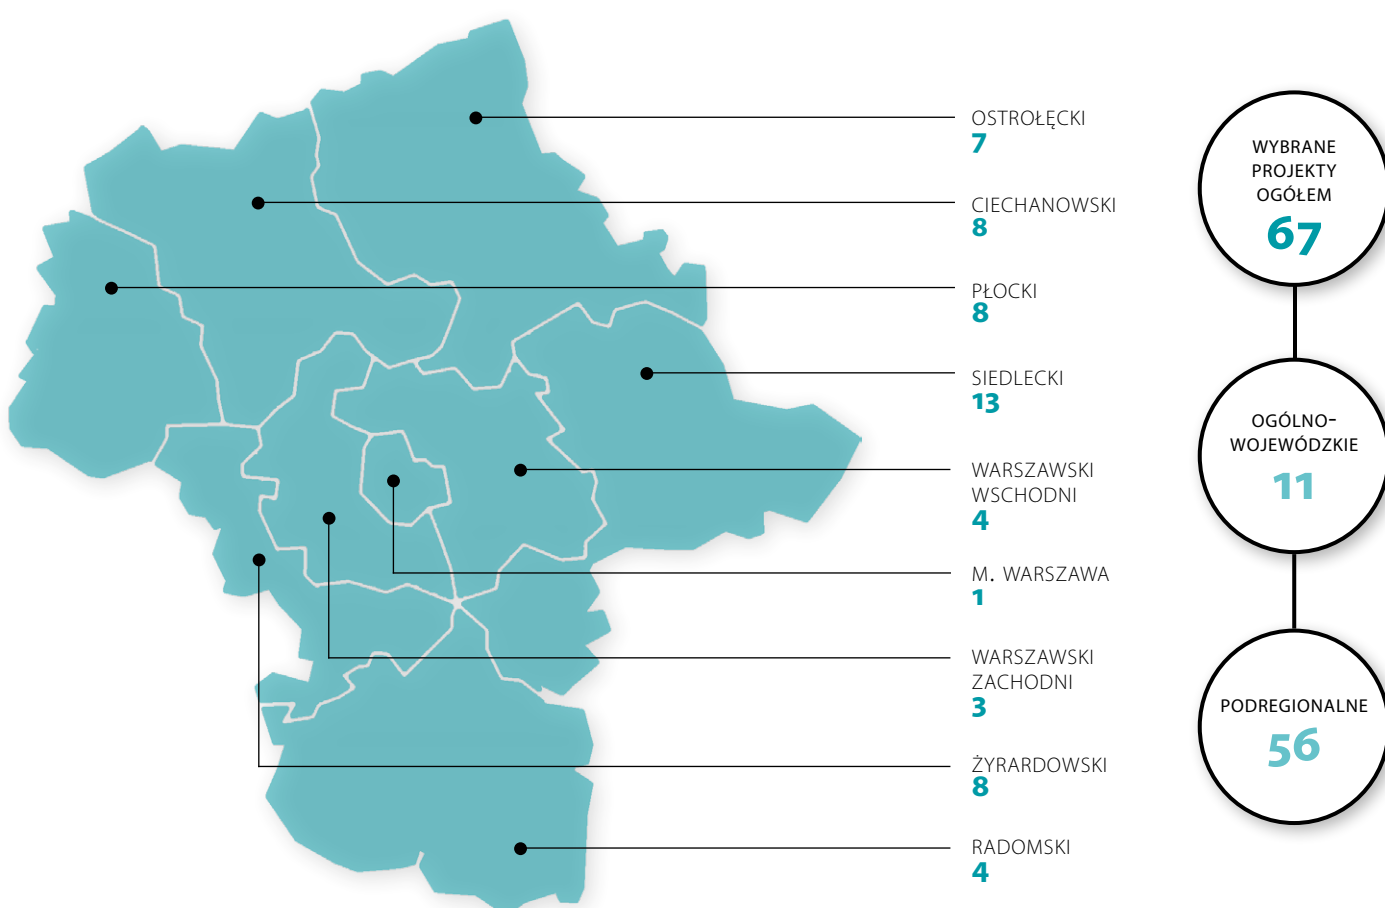 OSTROŁĘCKI
7
CIECHANOWSKI
8
PŁOCKI
8
SIEDLECKI
13
WARSZAWSKI
WSCHODNI
4
M. WARSZAWA
1
WARSZAWSKI
ZACHODNI
3
ŻYRARDOWSKI
8
RADOMSKI
4
WYBRANE
PROJEKTY
OGÓŁEM
67
OGÓLNO-
WOJEWÓDZKIE
11
PODREGIONALNE
56